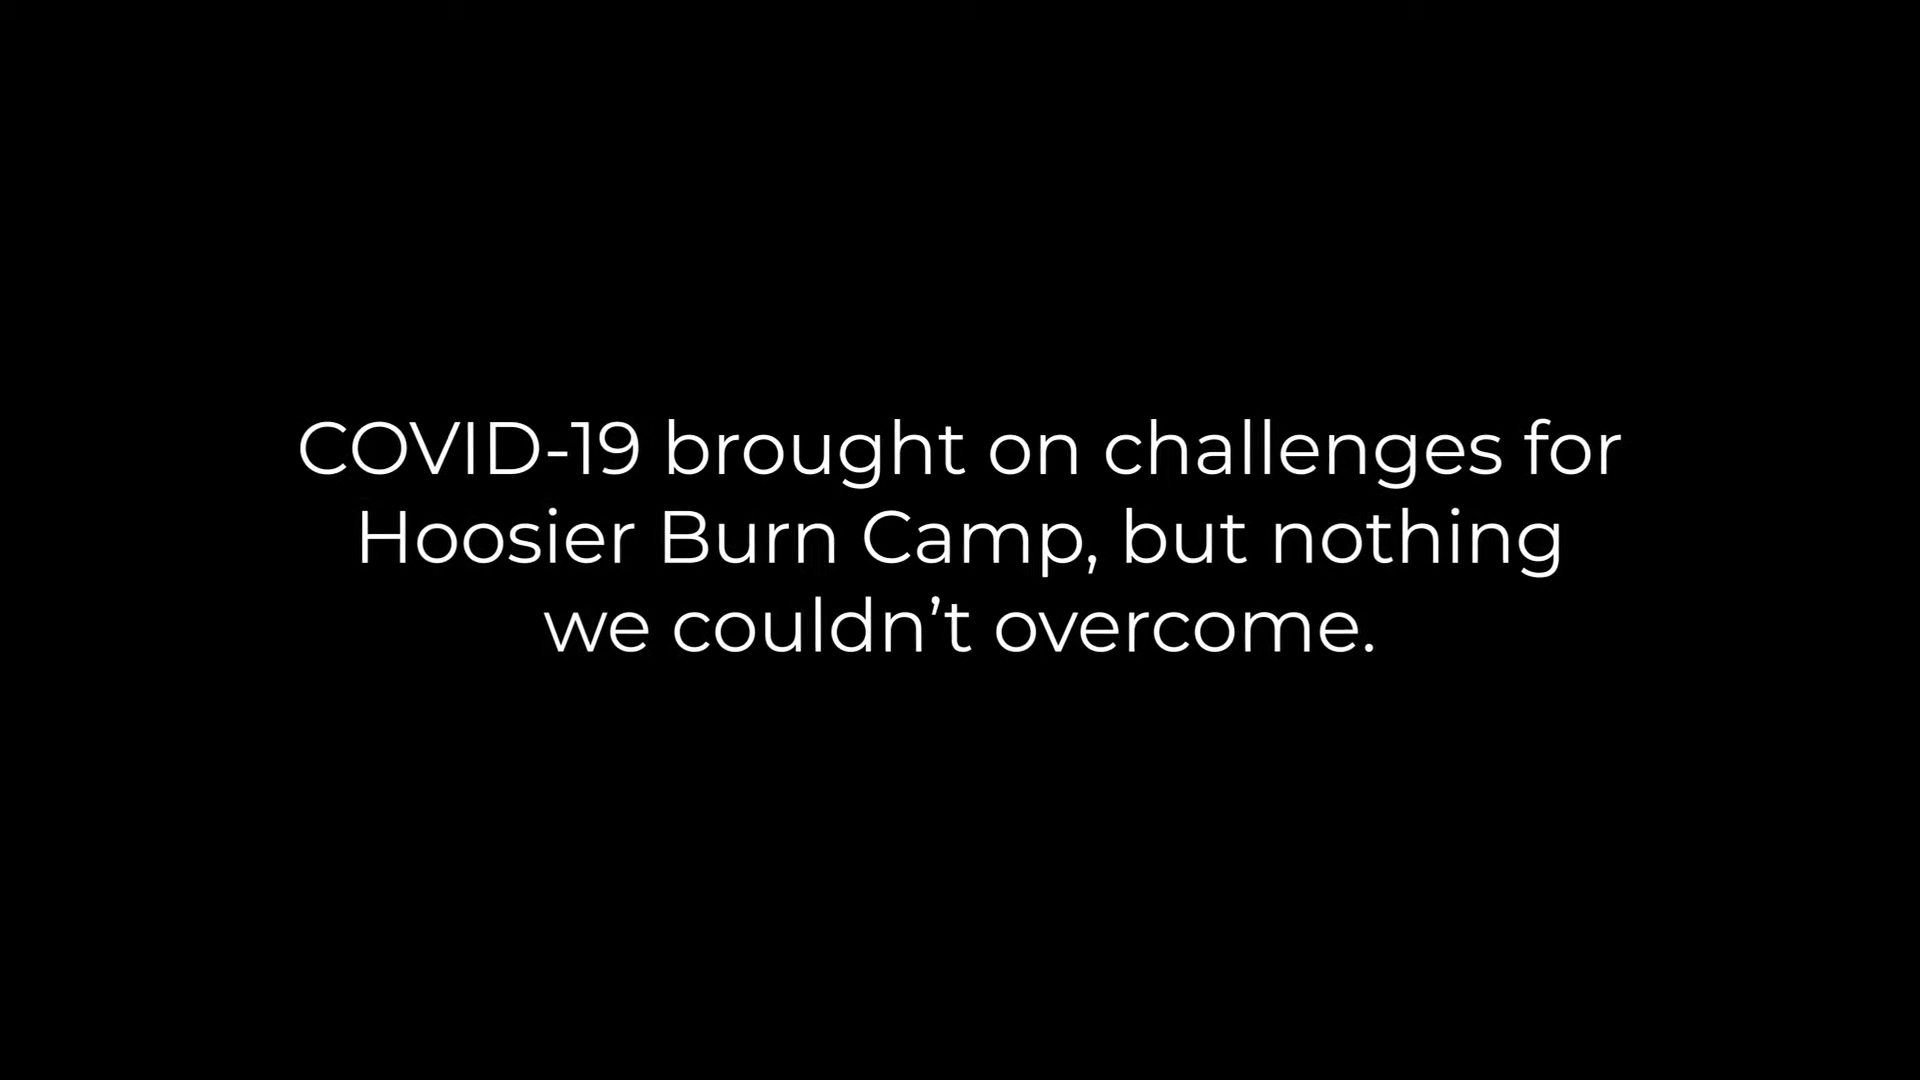 COVID-19 brought on challenges for
Hoosier Burn Camp, but nothing
we couldn’t overcome.